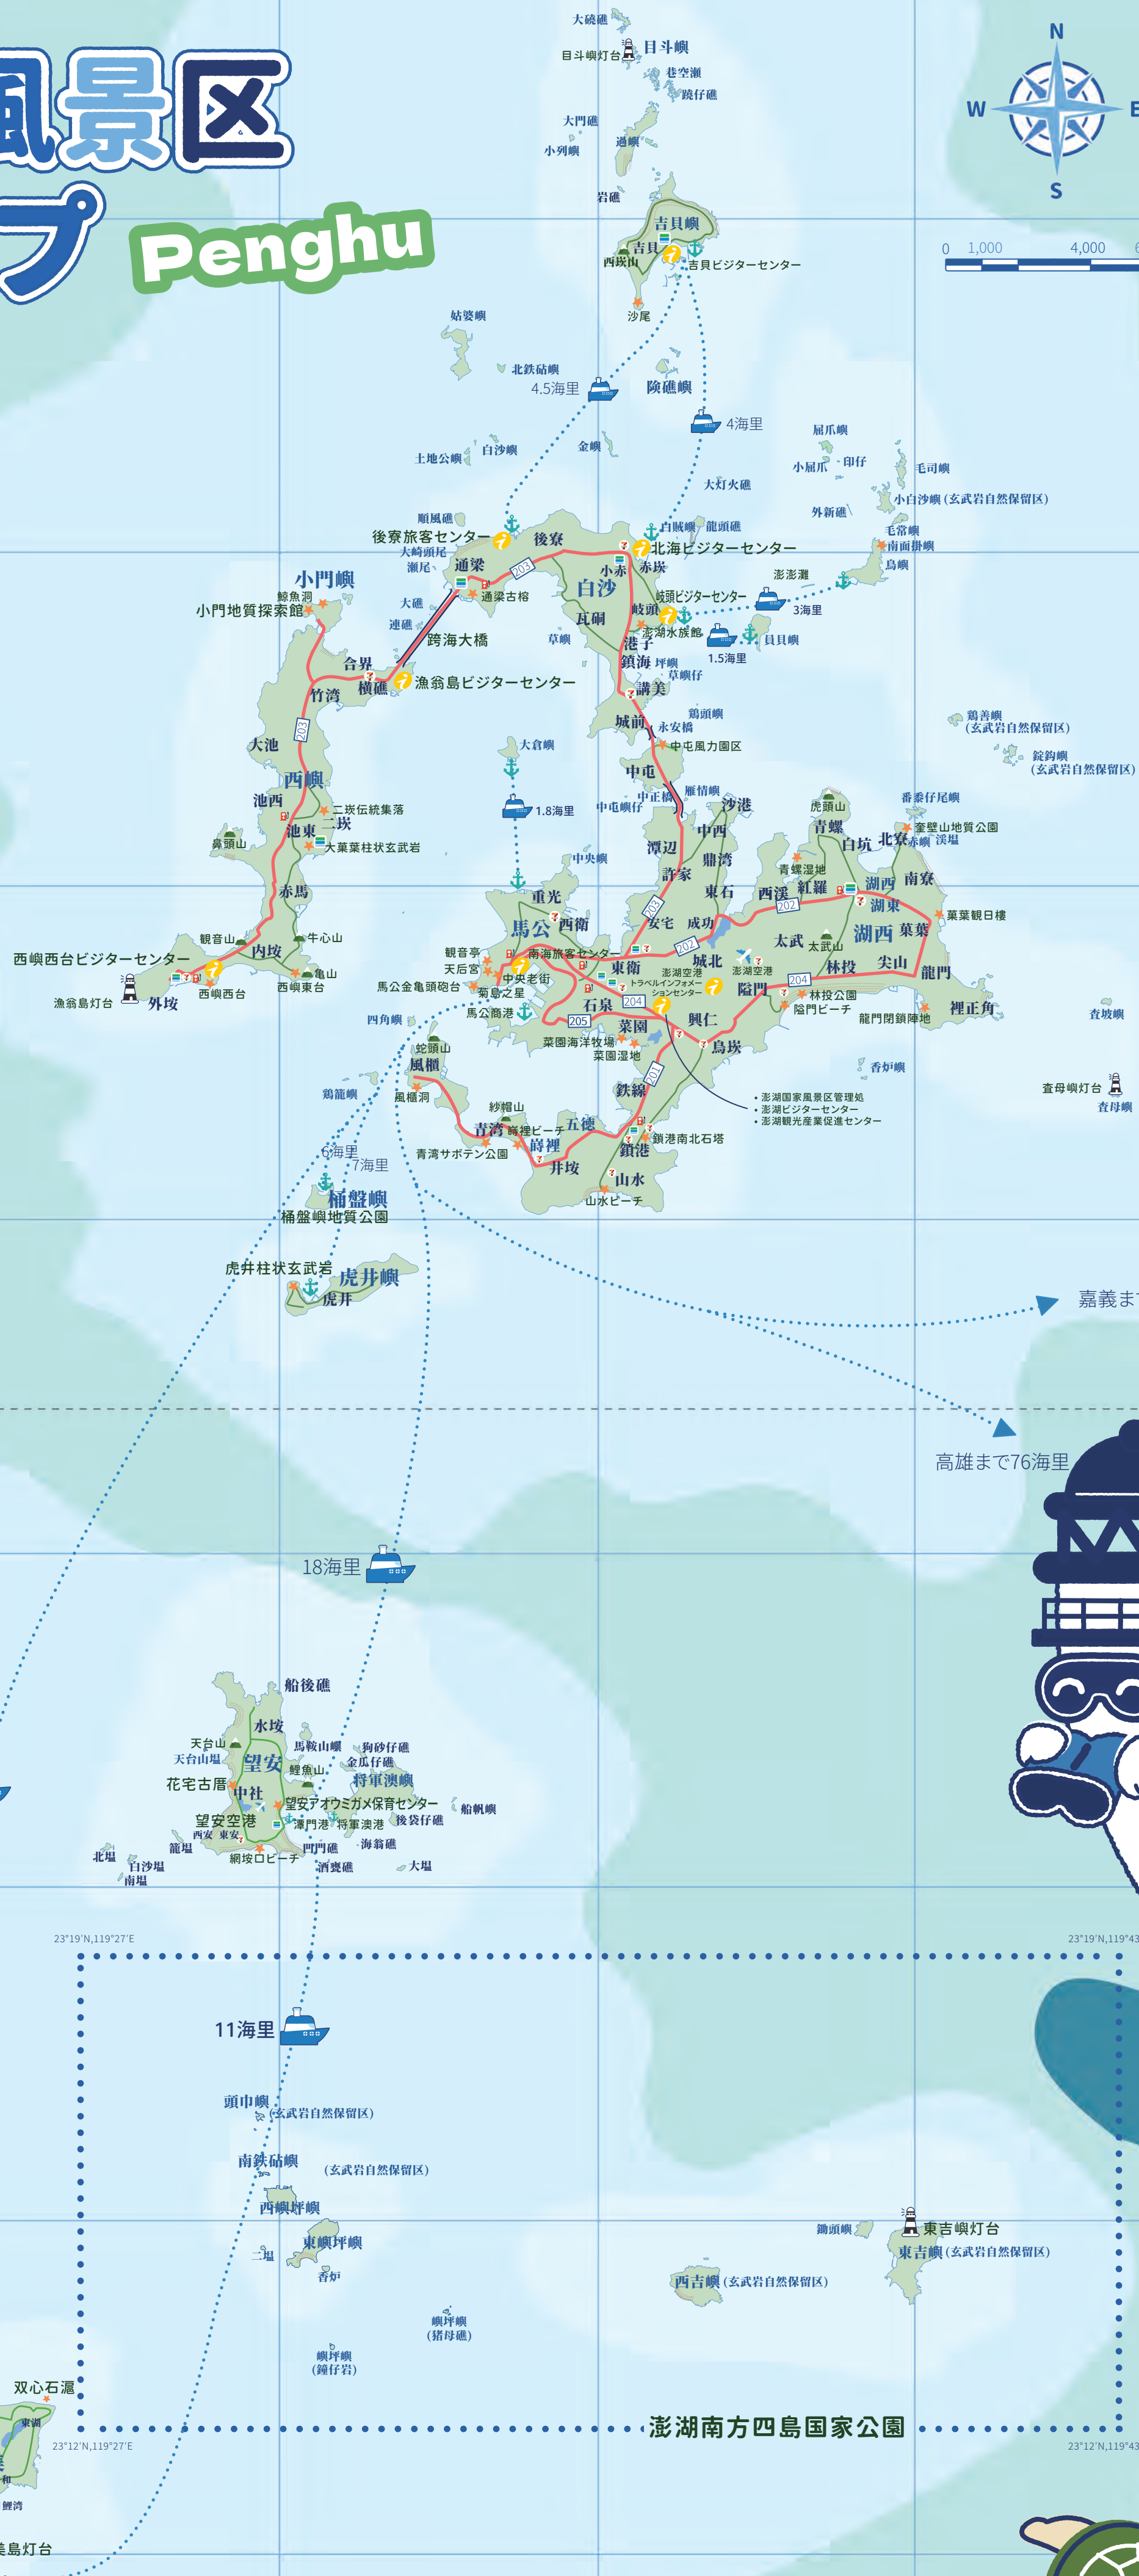 大磽礁
目斗嶼灯台
目斗嶼
巷空瀬
蹺仔礁
大門礁
小列嶼
過嶼
岩礁
N
W
E
S
風景区
プ
Penghu
0 1,000 4,000
吉貝嶼
吉貝
西崁山
吉貝ビジターセンター
沙尾
姑婆嶼
北鉄砧嶼
4.5海里
険礁嶼
4海里
土地公嶼
白沙嶼
金嶼
大灯火礁
屈爪嶼
小屈爪
印仔
毛司嶼
小白沙嶼(玄武岩自然保留区)
外新礁
毛常嶼
南面掛嶼
鳥嶼
澎澎灘
順風礁
後寮旅客センター
大崎頭尾
瀬尾
通梁
203
後寮
白賊嶼
龍頭礁
北海ビジターセンター
小赤
赤崁
白沙
通梁古榕
岐頭ビジターセンター
岐頭
3海里
員貝嶼
1.5海里
小門嶼
鯨魚洞
小門地質探索館
大礁
連礁
跨海大橋
瓦硐
草嶼
澎湖水族館
港子
鎮海
坪嶼
草嶼仔
講美
合界
横礁
漁翁島ビジターセンター
竹湾
203
城前
鶏頭嶼
永安橋
中屯風力園区
鶏善嶼
(玄武岩自然保留区)
錠鈎嶼
(玄武岩自然保留区)
大池
西嶼
池西
二崁伝統集落
二崁
池東
大菓葉柱状玄武岩
鼻頭山
赤馬
大倉嶼
1.8海里
中屯
中屯嶼仔
中正橋
雁情嶼
沙港
中西
潭辺
鼎湾
許家
東石
中央嶼
虎頭山
青螺
白坑
北寮
番黍仔尾嶼
奎壁山地質公園
赤嶼
渓塭
青螺湿地
西渓
紅羅
湖西
南寮
湖東
202
菓葉観日樓
菓葉
湖西
重光
馬公
西衛
203
安宅
成功
太武
太武山
観音山
牛心山
内垵
西嶼西台ビジターセンター
亀山
西嶼東台
西嶼西台
漁翁島灯台
外垵
観音亭
天后宮
馬公金亀頭砲台
南海旅客センター
中央老街
菊島之星
馬公商港
東衛
202
城北
澎湖空港
トラベルインフォメー
ションセンター
澎湖空港
隘門
204
林投
尖山
龍門
林投公園
隘門ビーチ
龍門閉鎖陣地
裡正角
査坡嶼
石泉
204
205
菜園
興仁
烏崁
菜園海洋牧場
菜園湿地
香炉嶼
査母嶼灯台
査母嶼
四角嶼
蛇頭山
風櫃
風櫃洞
鶏籠嶼
201
鉄線
• 澎湖国家風景区管理処
• 澎湖ビジターセンター
• 澎湖観光産業促進センター
紗帽山
青湾
嵵裡ビーチ
五徳
嵵裡
青湾サボテン公園
井垵
鎖港
鎖港南北石塔
山水
山水ビーチ
6海里
7海里
桶盤嶼
桶盤嶼地質公園
虎井柱状玄武岩
虎井嶼
虎井
嘉義ま
高雄まで76海里
18海里
船後礁
水垵
天台山
天台山塭
望安
馬鞍山嶼
狗砂仔礁
金瓜仔礁
鯉魚山
将軍澳嶼
花宅古厝
中社
望安アオウミガメ保育センター
船帆嶼
望安空港
潭門港
将軍澳港
後袋仔礁
西安
東安
籠塭
海翁礁
網垵口ビーチ
酒甕礁
大塭
北塭
白沙塭
南塭
23°19´N,119°27´E
23°19´N,119°43
11海里
頭巾嶼
(玄武岩自然保留区)
南鉄砧嶼
(玄武岩自然保留区)
西嶼坪嶼
東嶼坪嶼
二塭
香炉
鋤頭嶼
東吉嶼灯台
東吉嶼(玄武岩自然保留区)
西吉嶼(玄武岩自然保留区)
嶼坪嶼
(猪母礁)
嶼坪嶼
(鐘仔岩)
双心石滬
東湖
澎湖南方四島国家公園
23°12´N,119°27´E
23°12´N,119°43
和
鯉湾
美島灯台